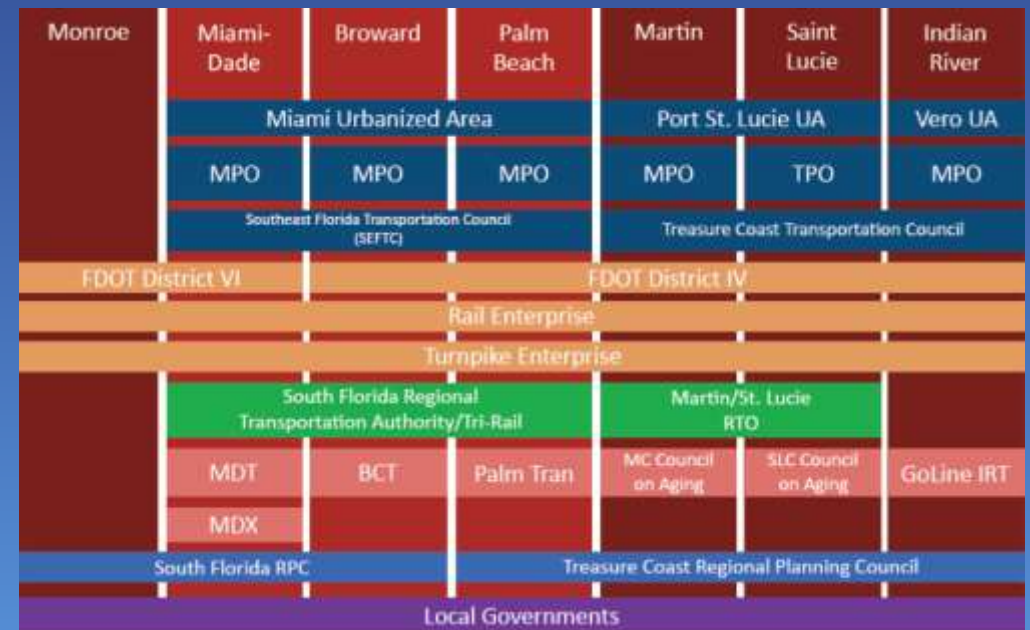 Monroe
Miami-
Dade
Broward
Palm
Beach
Martin
Saint
Lucie
Indian
River
Miami Urbanized Area
Port St. Lucie UA
Vero UA
MPO
MPO
MPO
MPO
TPO
MPO
Southeast Florida Transportation Council
(SEFTC)
Treasure Coast Transportation Council
FDOT District VI
FDOT District IV
Rail Enterprise
Turnpike Enterprise
South Florida Regional
Transportation Authority/Tri-Rail
Martin/St. Lucie
RTO
MDT
BCT
Palm Tran
MC Council
on Aging
SLC Council
on Aging
GoLine IRT
MDX
South Florida RPC
Treasure Coast Regional Planning Council
Local Governments